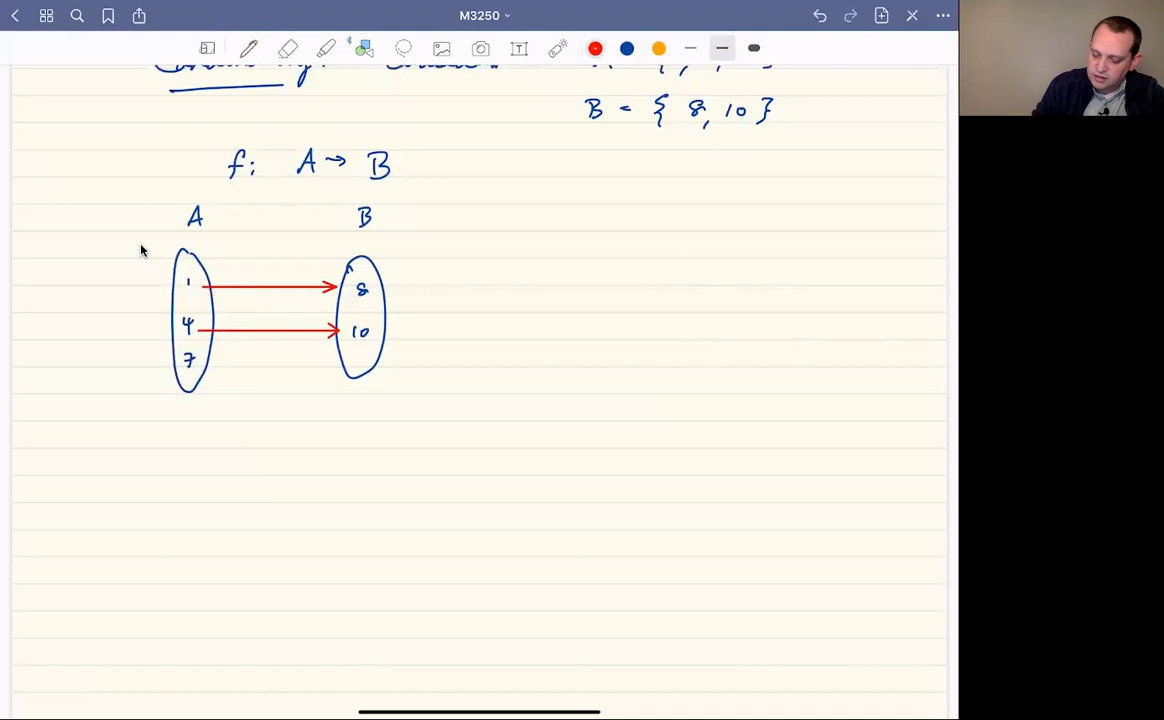 M3250
B = { 8, 10 }
f: A → B
A B
1 8
4 10
7